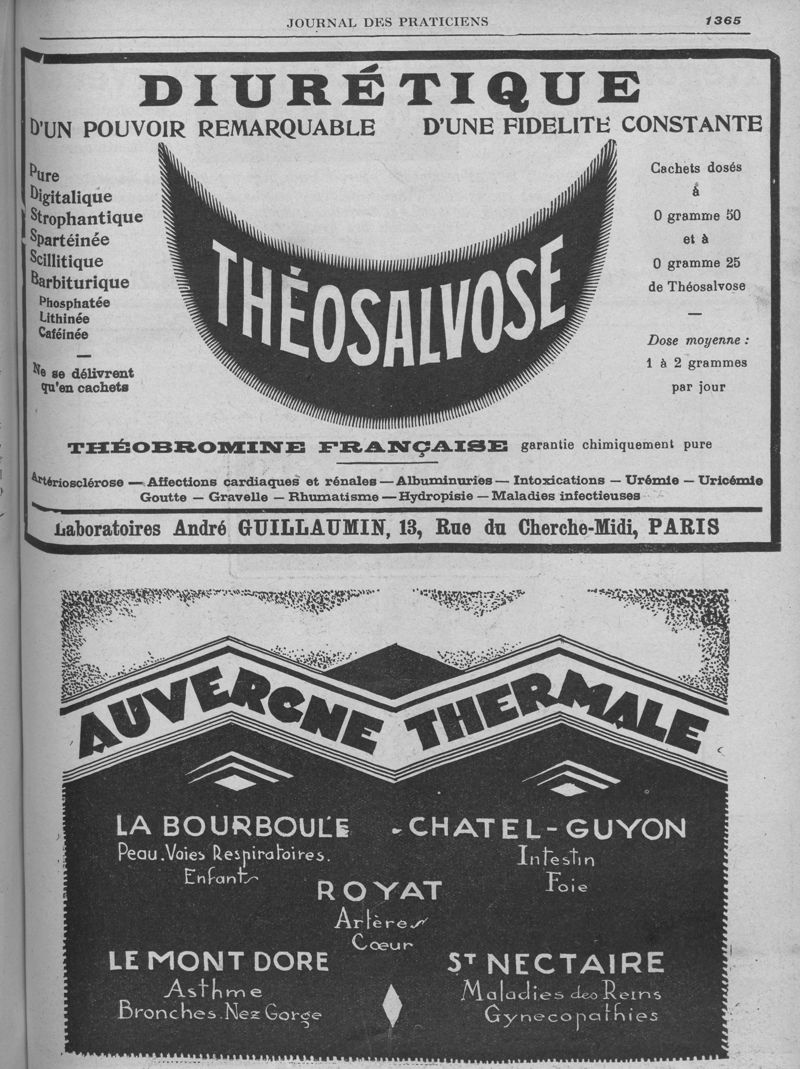 JOURNAL DES PRATICIENS
1365
DIURÉTIQUE
D'UN POUVOIR REMARQUABLE
D'UNE FIDELITÉ CONSTANTE
Pure
Digitalique
Strophantique
Spartéinée
Scillitique
Barbiturique
Phosphatée
Lithinée
Caféinée
Ne se délivrent
qu'en cachets
THÉOSALVOSE
Cachets dosés
à
0 gramme 50
et à
0 gramme 25
de Théosalvose
Dose moyenne :
1 à 2 grammes
par jour
THÉOBROMINE FRANÇAISE garantie chimiquement pure
Artériosclérose — Affections cardiaques et rénales — Albuminuries — Intoxications — Urémie — Uricémie
Goutte — Gravelle — Rhumatisme — Hydropisie — Maladies infectieuses
Laboratoires André GUILLAUMIN, 13, Rue du Cherche-Midi, PARIS
AUVERGNE THERMALE
LA BOURBOULE
Peau. Voies Respiratoires.
Enfants
CHATEL-GUYON
Intestin
Foie
ROYAT
Artères
Cœur
LE MONT DORE
Asthme
Bronches. Nez Gorge
ST NECTAIRE
Maladies des Reins
Gynecopathies